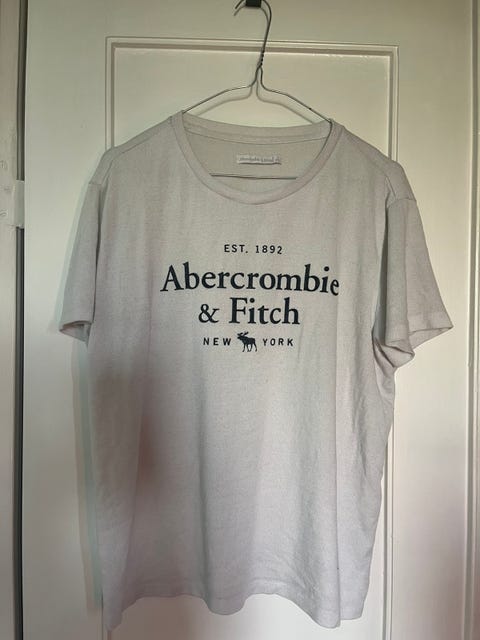 EST. 1892
Abercrombie
& Fitch
NEW YORK